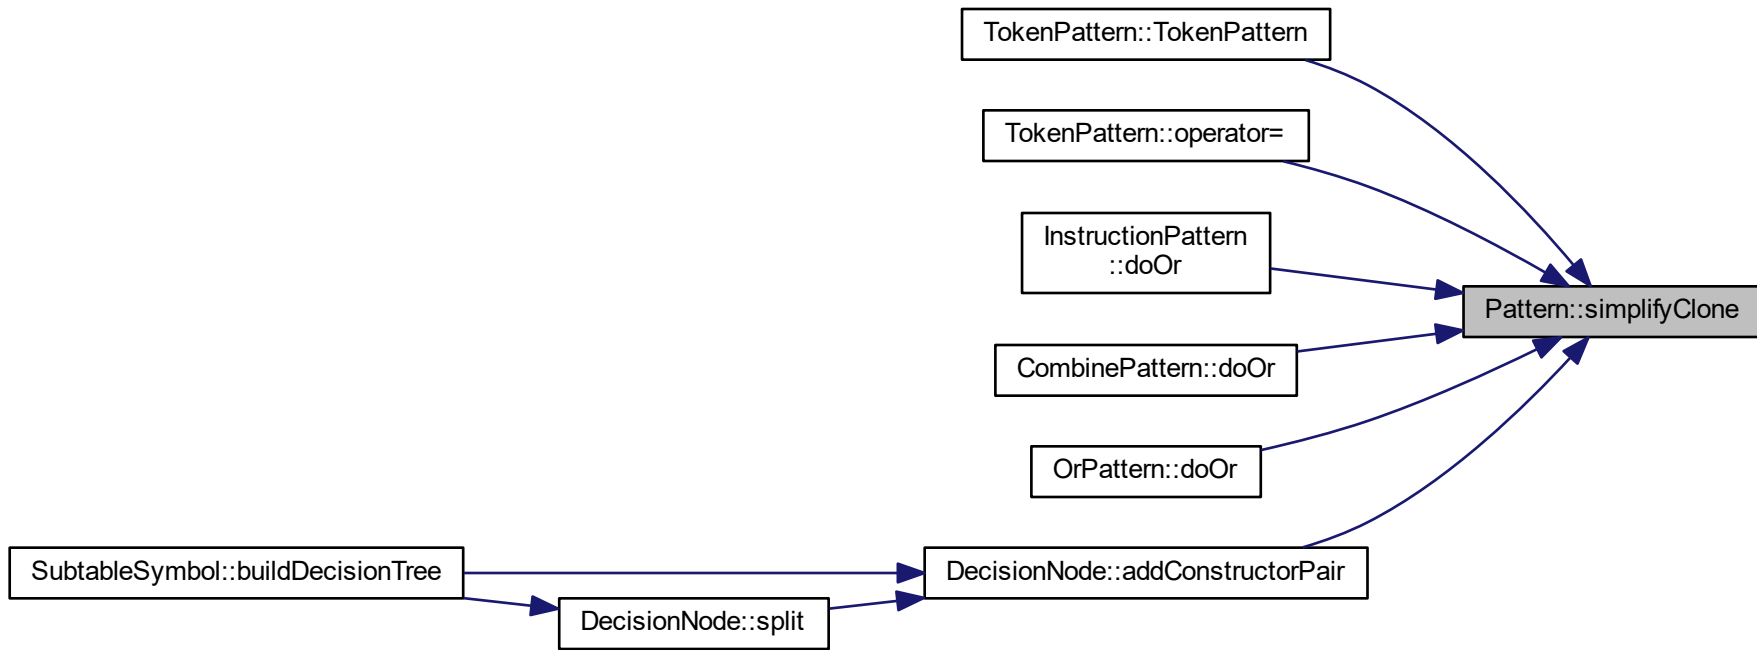 TokenPattern::TokenPattern
TokenPattern::operator=
InstructionPattern
::doOr
Pattern::simplifyClone
CombinePattern::doOr
OrPattern::doOr
SubtableSymbol::buildDecisionTree
DecisionNode::addConstructorPair
DecisionNode::split